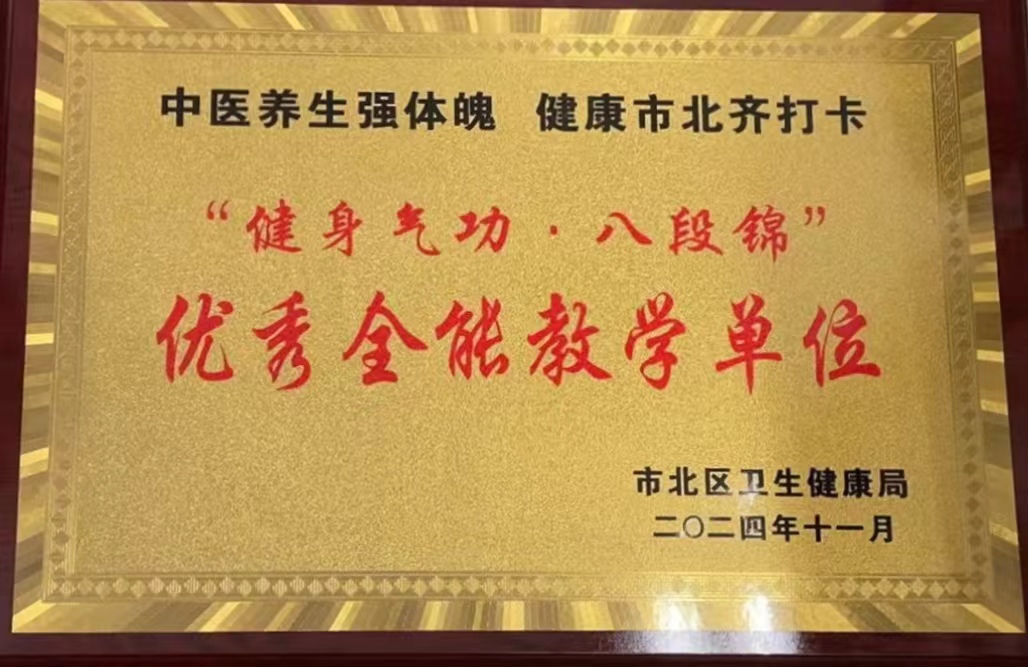 中医养生强体魄 健康市北齐打卡
“健身气功·八段锦”
优秀全能教学单位
市北区卫生健康局
二〇二四年十一月